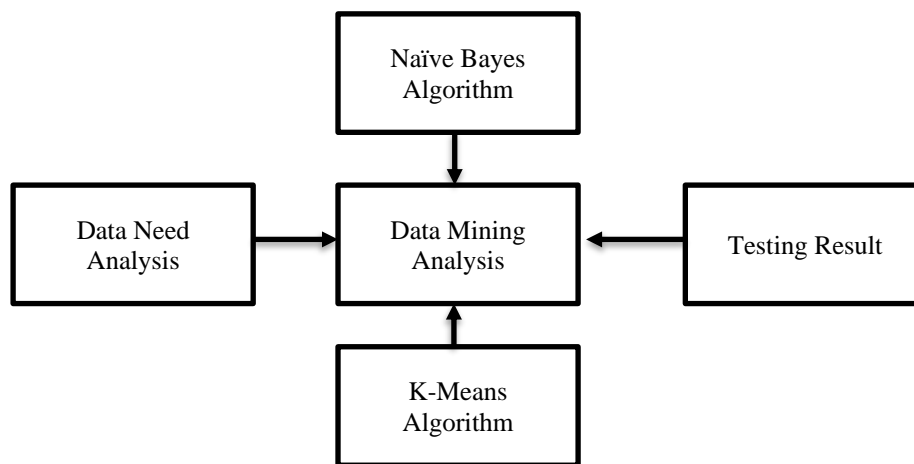 Naïve Bayes
Algorithm
Data Need
Analysis
Data Mining
Analysis
Testing Result
K-Means
Algorithm